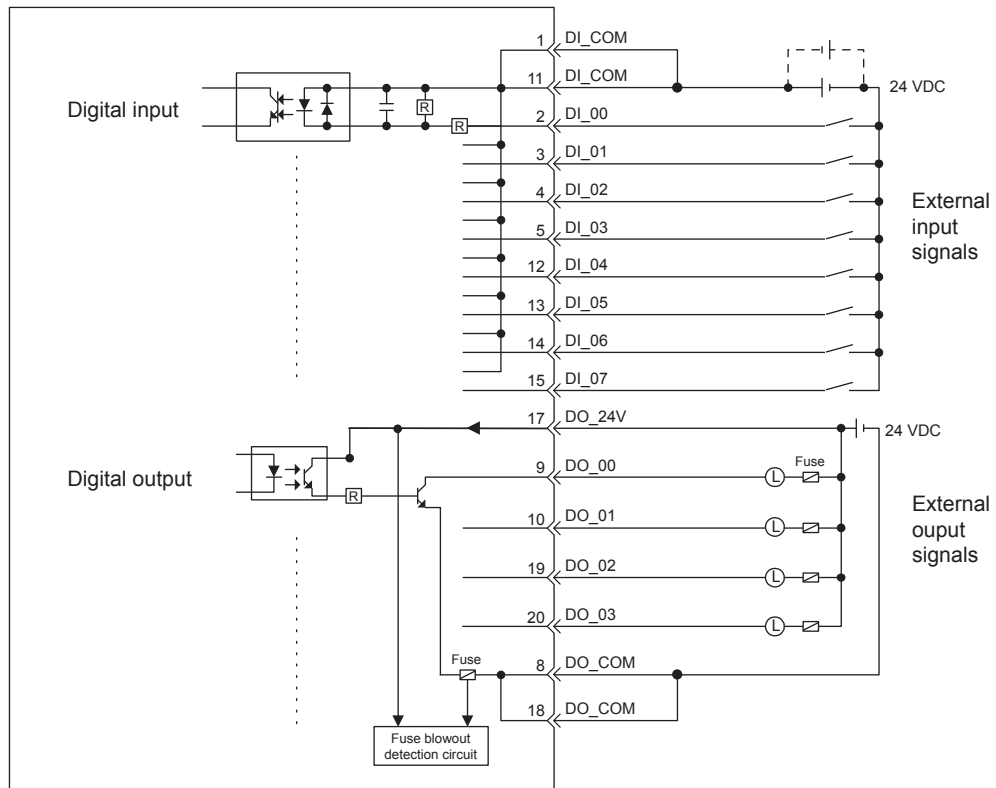 1 DI_COM
11 DI_COM
24 VDC
Digital input
R
R
2 DI_00
3 DI_01
4 DI_02
External
input
signals
5 DI_03
12 DI_04
13 DI_05
14 DI_06
15 DI_07
17 DO_24V
24 VDC
Digital output
R
9 DO_00
L
Fuse
10 DO_01
L
External
ouput
signals
19 DO_02
L
20 DO_03
L
Fuse
8 DO_COM
18 DO_COM
Fuse blowout
detection circuit